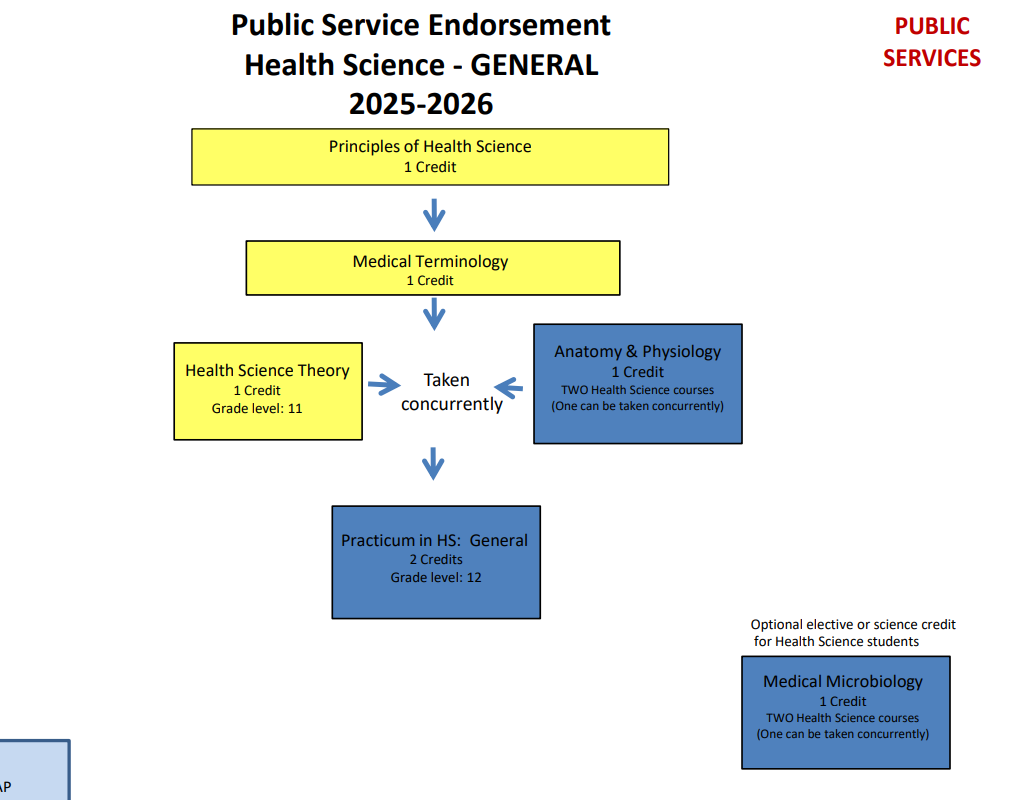 Public Service Endorsement
Health Science - GENERAL
2025-2026
PUBLIC
SERVICES
Principles of Health Science
1 Credit
Medical Terminology
1 Credit
Health Science Theory
1 Credit
Grade level: 11
Taken
concurrently
Anatomy & Physiology
1 Credit
TWO Health Science courses
(One can be taken concurrently)
Practicum in HS:  General
2 Credits
Grade level: 12
Optional elective or science credit
for Health Science students
Medical Microbiology
1 Credit
TWO Health Science courses
(One can be taken concurrently)